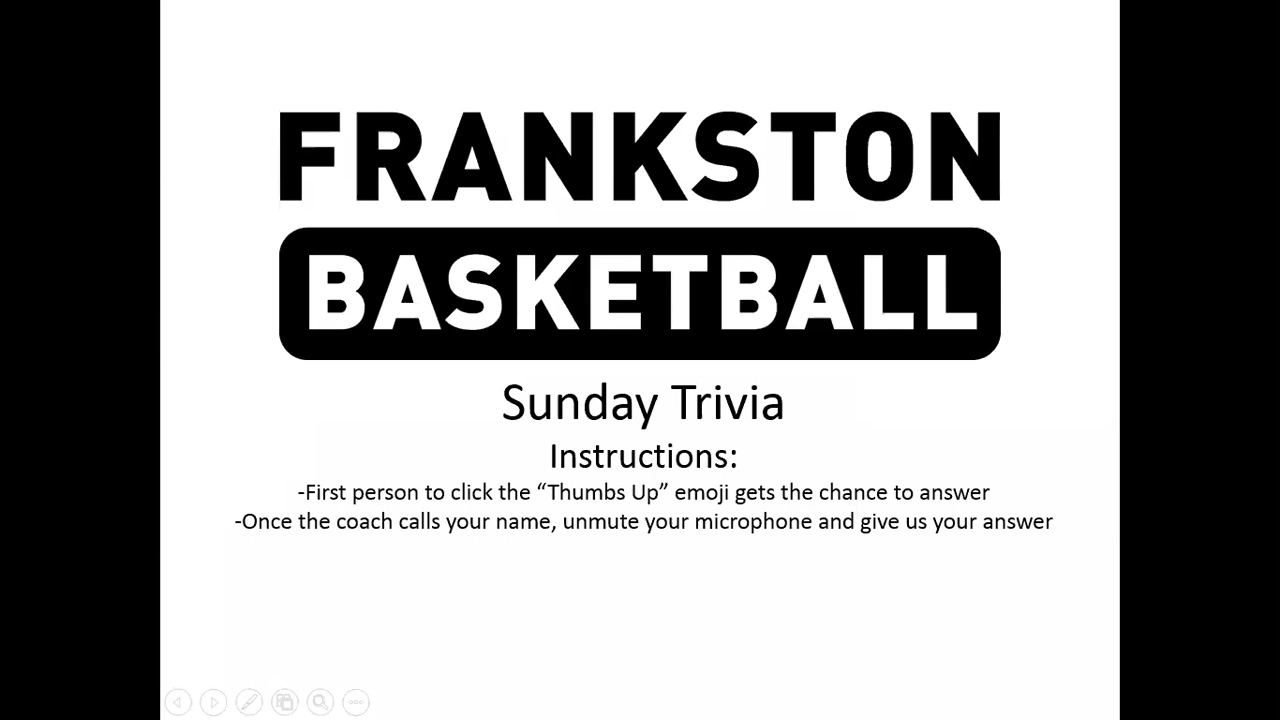 FRANKSTON
BASKETBALL
Sunday Trivia
Instructions:
-First person to click the “Thumbs Up” emoji gets the chance to answer
-Once the coach calls your name, unmute your microphone and give us your answer